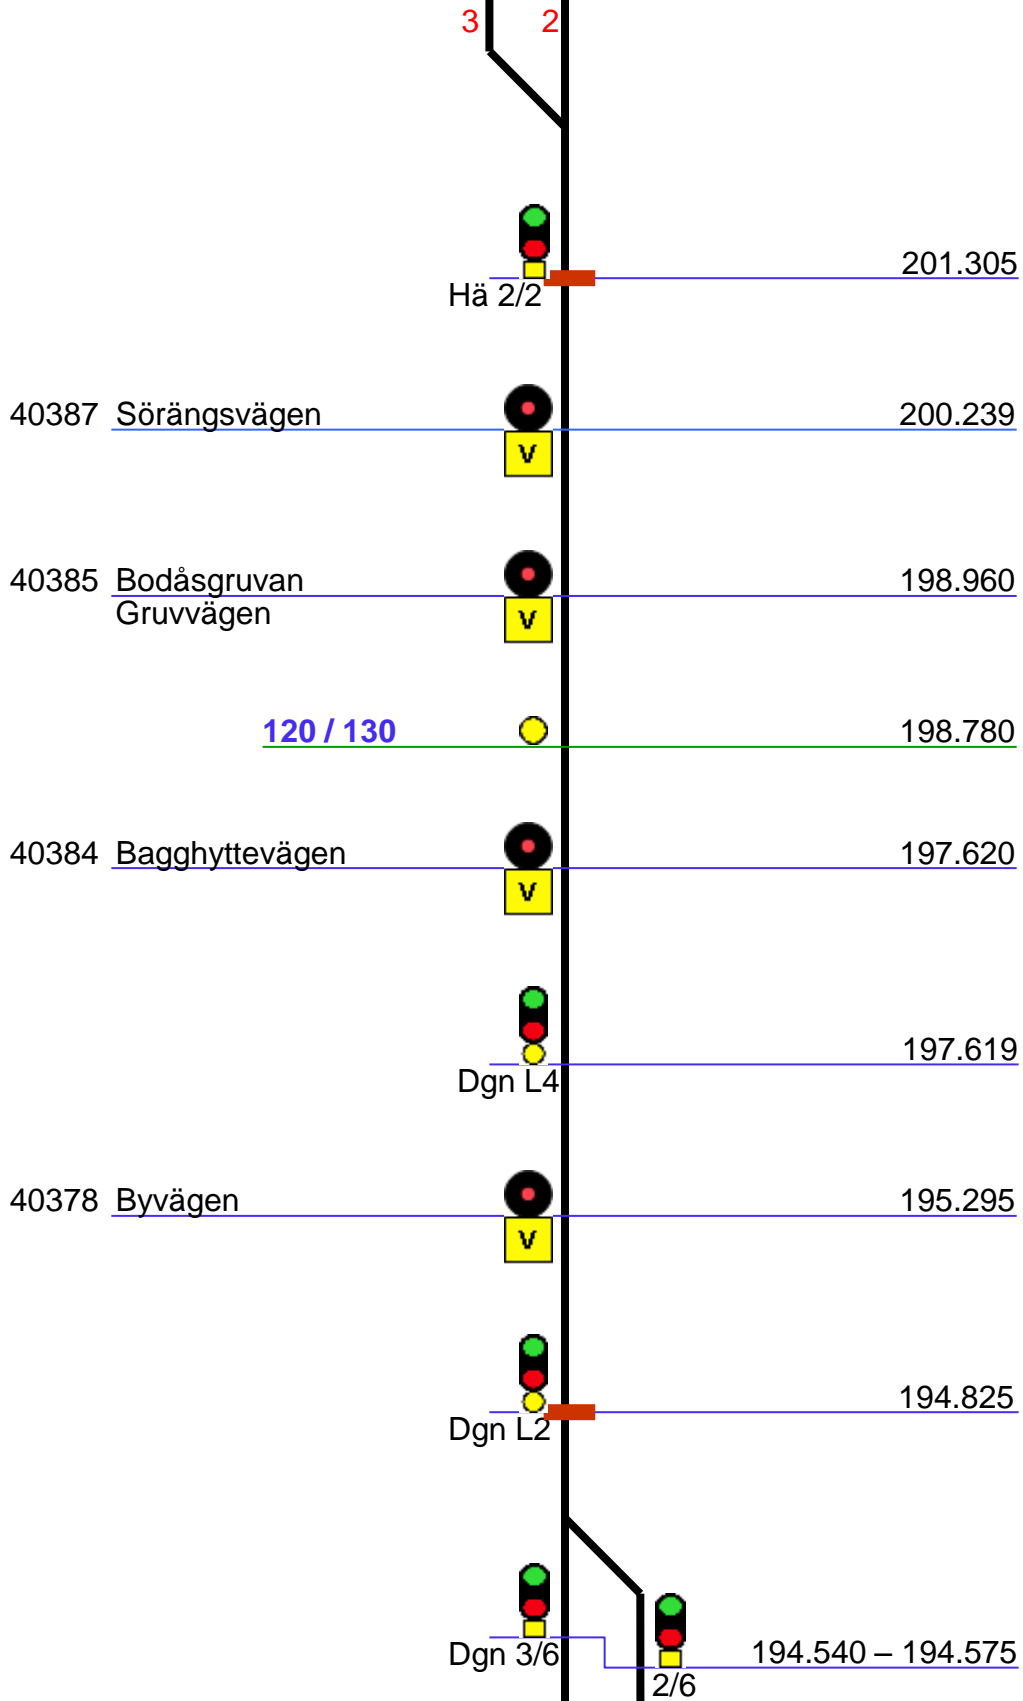 3 2
201.305
Hä 2/2
40387 Sörängsvägen 200.239
V
40385 Bodåsgruvan 198.960
Gruvvägen
V
120 / 130 198.780
40384 Bagghyttevägen 197.620
V
197.619
Dgn L4
40378 Byvägen 195.295
V
194.825
Dgn L2
Dgn 3/6 194.540 – 194.575
2/6